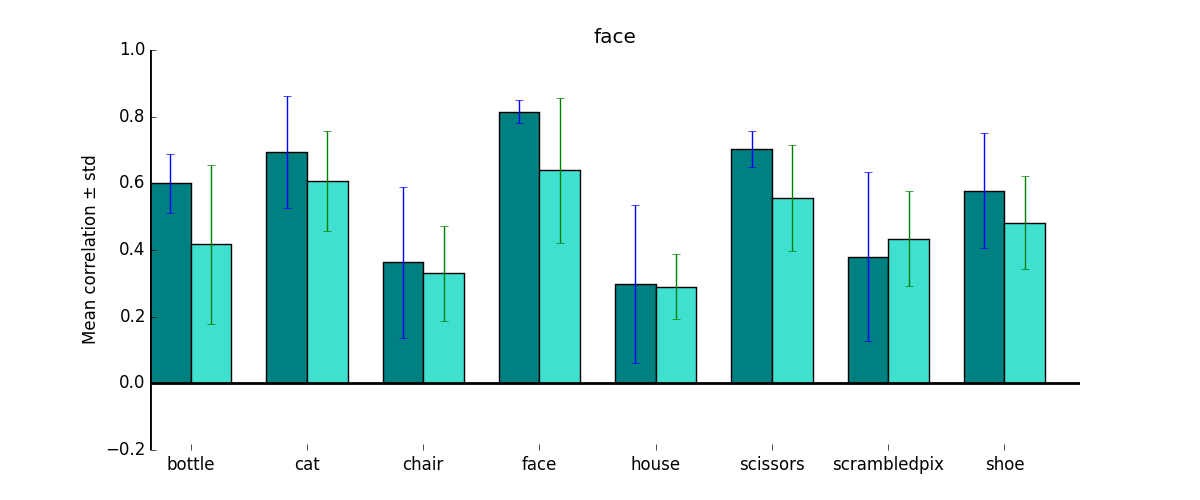 face
Mean correlation ± std
1.0
0.8
0.6
0.4
0.2
0.0
−0.2
bottle cat chair face house scissors scrambledpix shoe